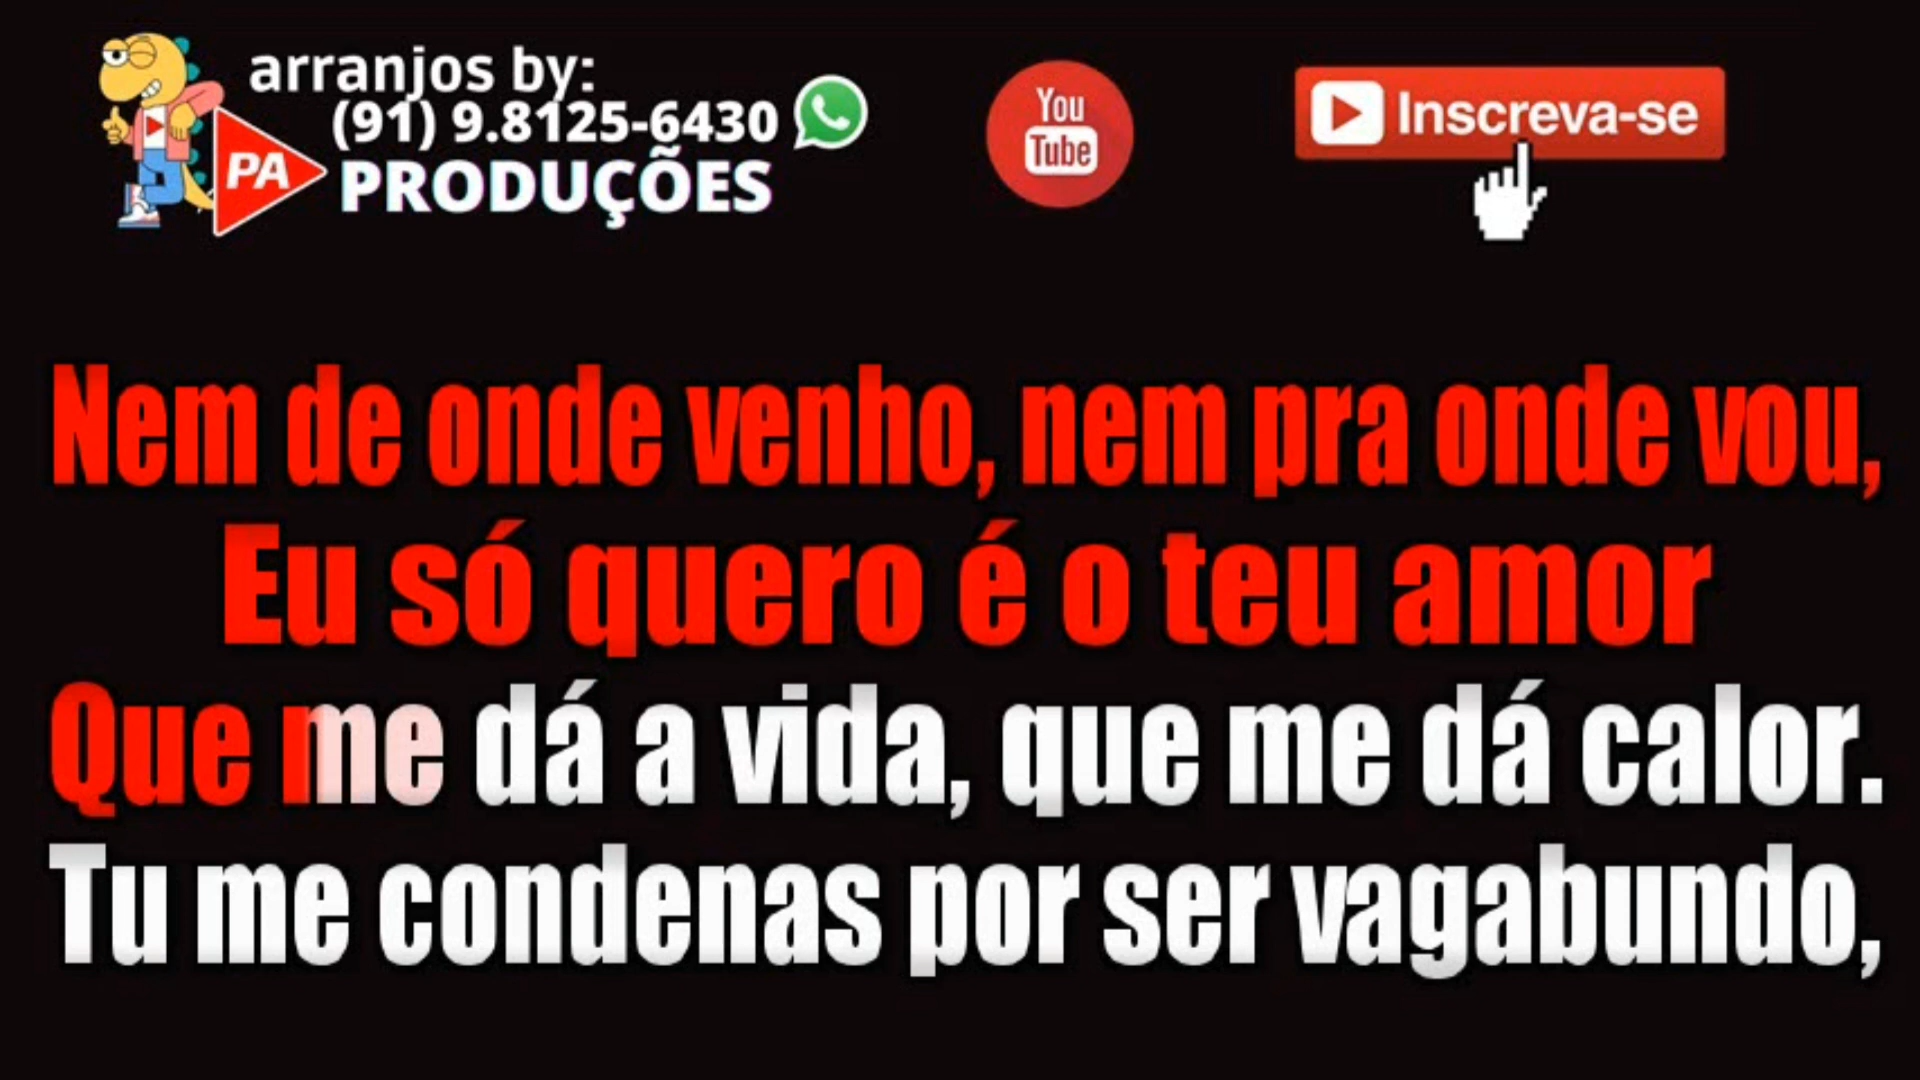 arranjos by:
(91) 9.8125-6430
PA PRODUÇÕES
You
Tube
Inscreva-se
Nem de onde venho, nem pra onde vou,
Eu só quero é o teu amor
Que me dá a vida, que me dá calor.
Tu me condenas por ser vagabundo,